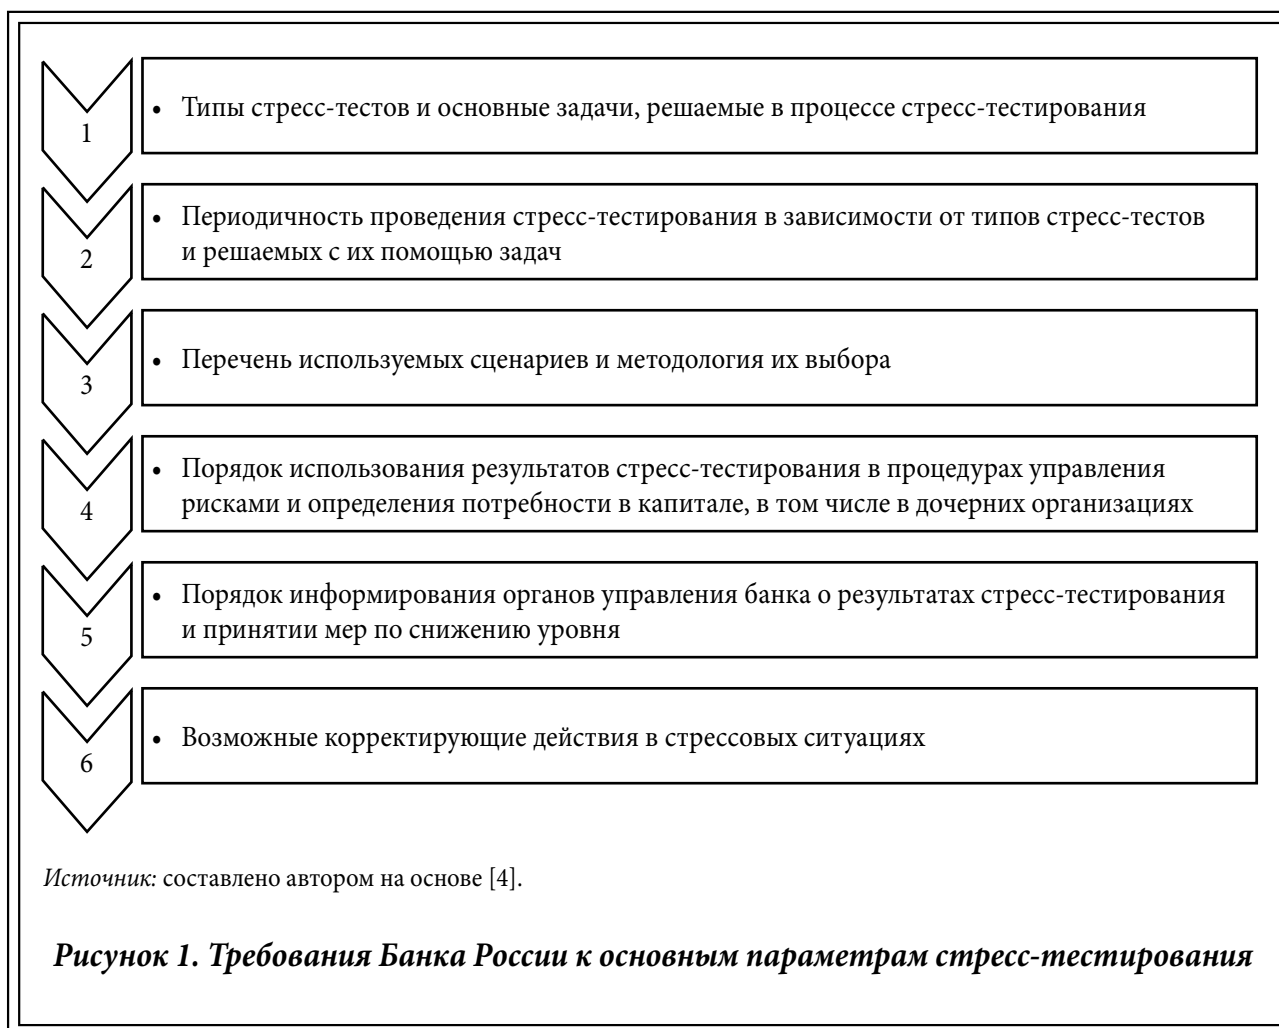 1
• Типы стресс-тестов и основные задачи, решаемые в процессе стресс-тестирования
2
• Периодичность проведения стресс-тестирования в зависимости от типов стресс-тестов
и решаемых с их помощью задач
3
• Перечень используемых сценариев и методология их выбора
4
• Порядок использования результатов стресс-тестирования в процедурах управления
рисками и определения потребности в капитале, в том числе в дочерних организациях
5
• Порядок информирования органов управления банка о результатах стресс-тестирования
и принятии мер по снижению уровня
6
• Возможные корректирующие действия в стрессовых ситуациях
Источник: составлено автором на основе [4].
Рисунок 1. Требования Банка России к основным параметрам стресс-тестирования